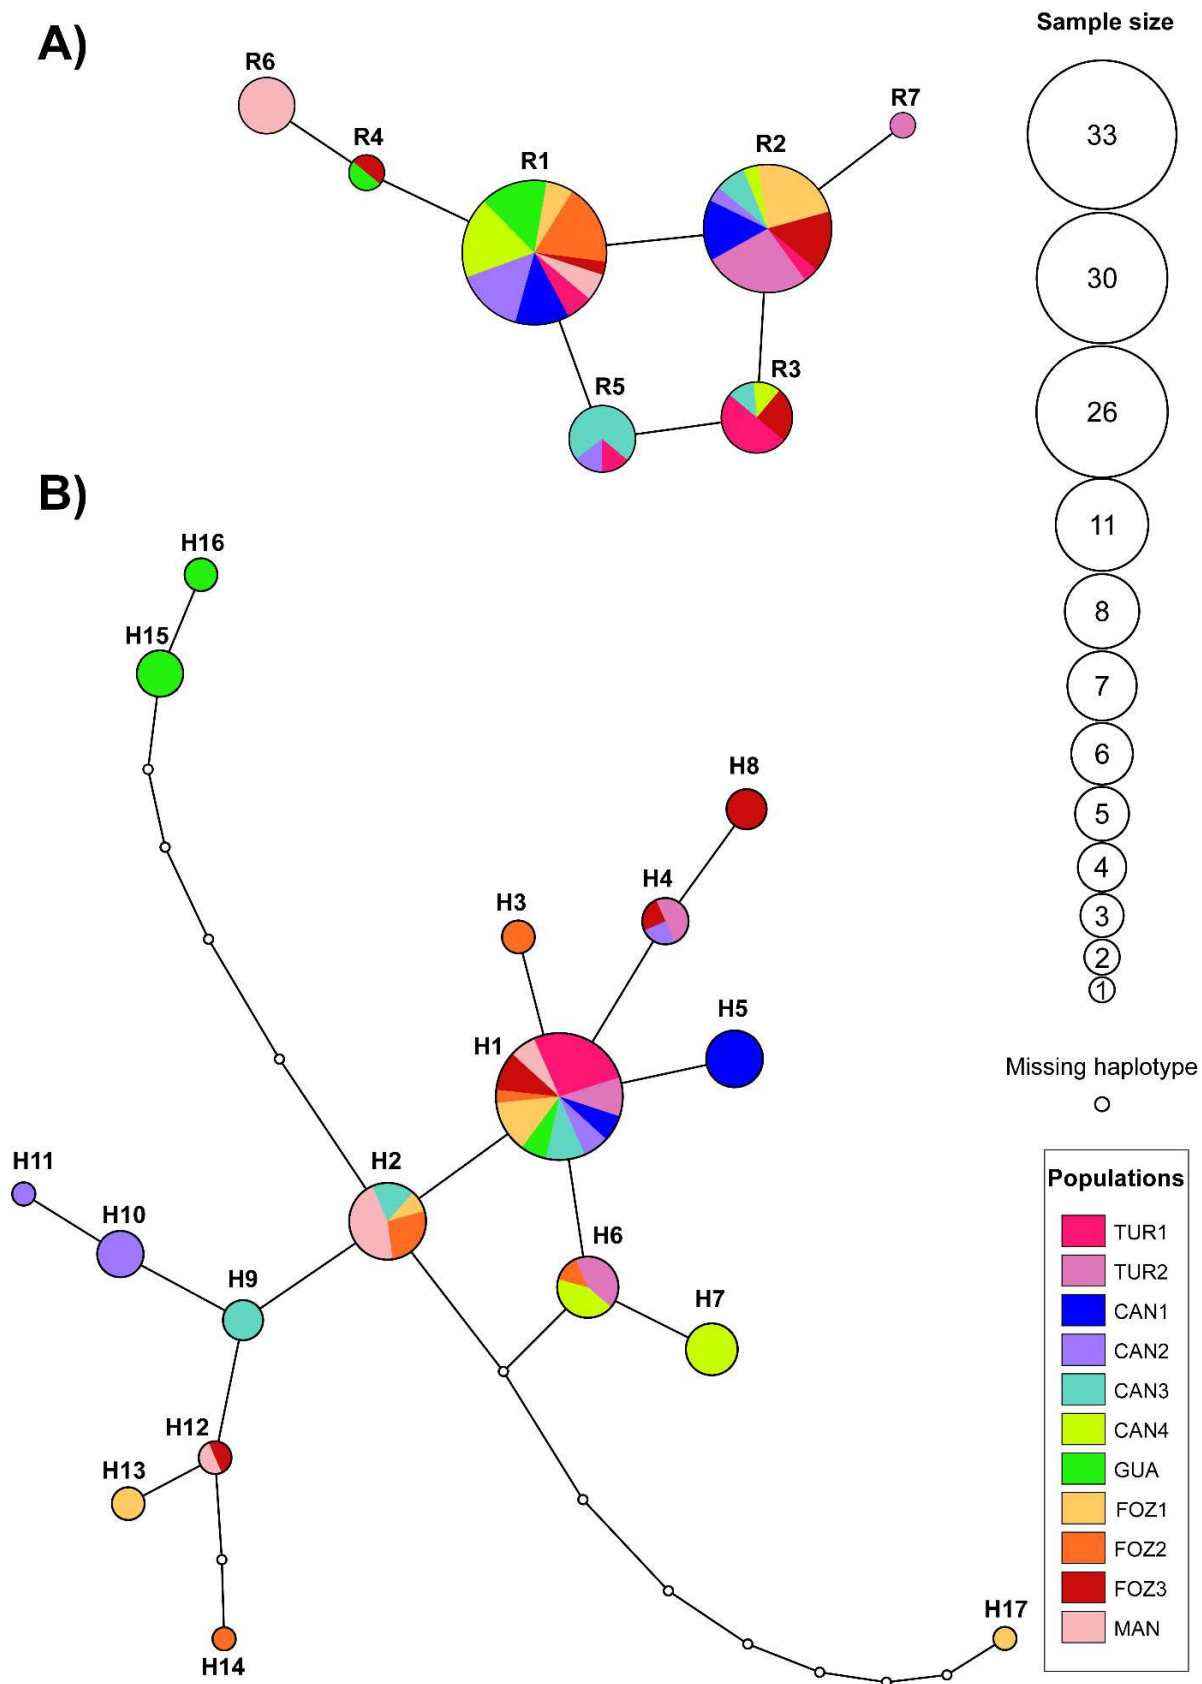 A)
Sample size
R6
R7
R4
R2
R1
33
30
R3
R5
26
B)
11
H16
8
H15
7
6
H8
5
4
H4
H3
3
2
1
H5
H1
Missing haplotype
H2
H11
Populations
H10
H6
TUR1
TUR2
H9
H7
CAN1
CAN2
CAN3
H12
CAN4
H13
GUA
FOZ1
FOZ2
FOZ3
H17
MAN
H14